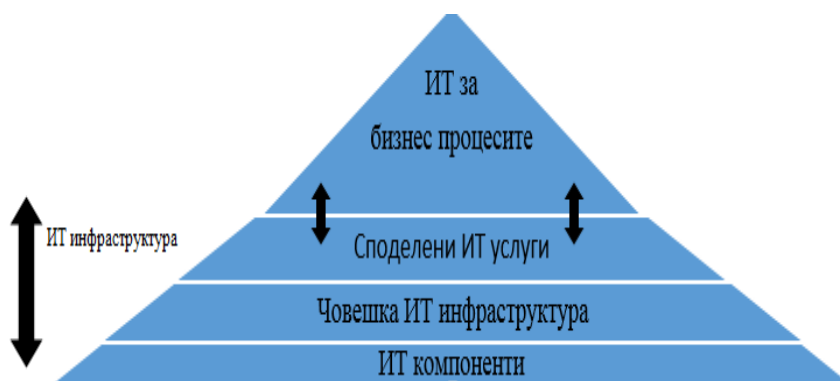 ИТ за
бизнес процесите
ИТ инфраструктура
Споделени ИТ услуги
Човешка ИТ инфраструктура
ИТ компоненти